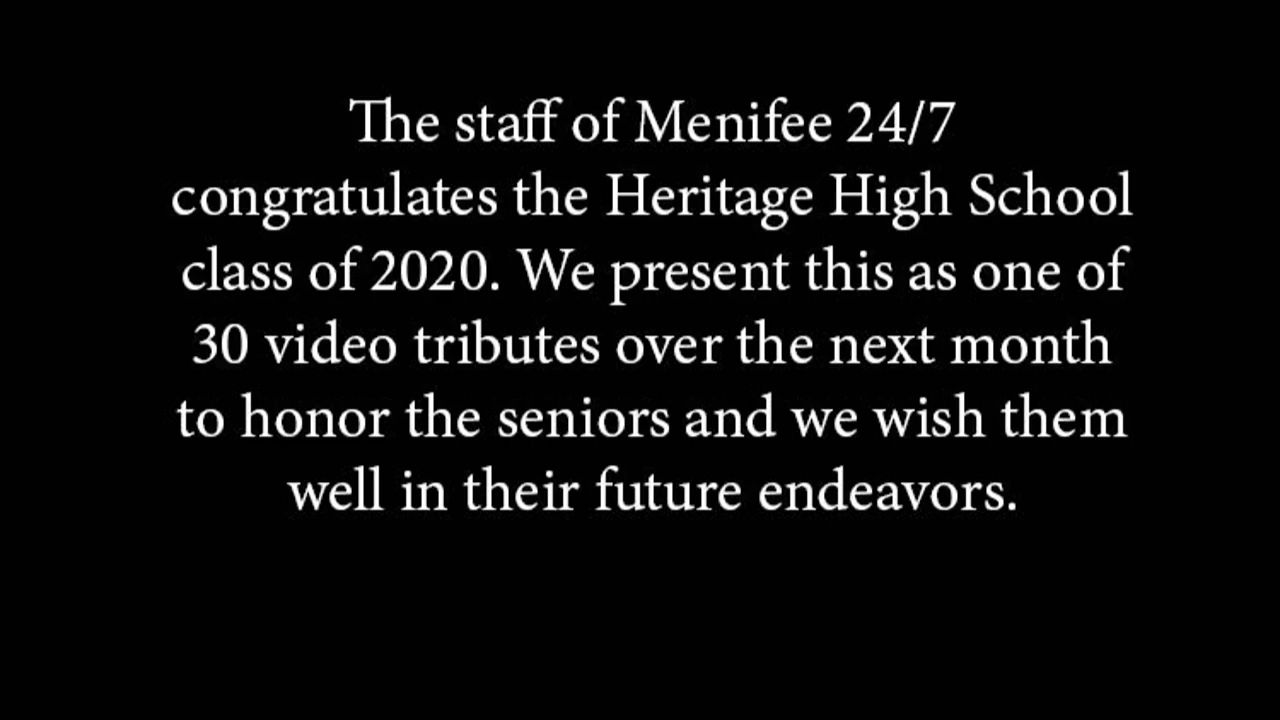 The staff of Menifee 24/7
congratulates the Heritage High School
class of 2020. We present this as one of
30 video tributes over the next month
to honor the seniors and we wish them
well in their future endeavors.